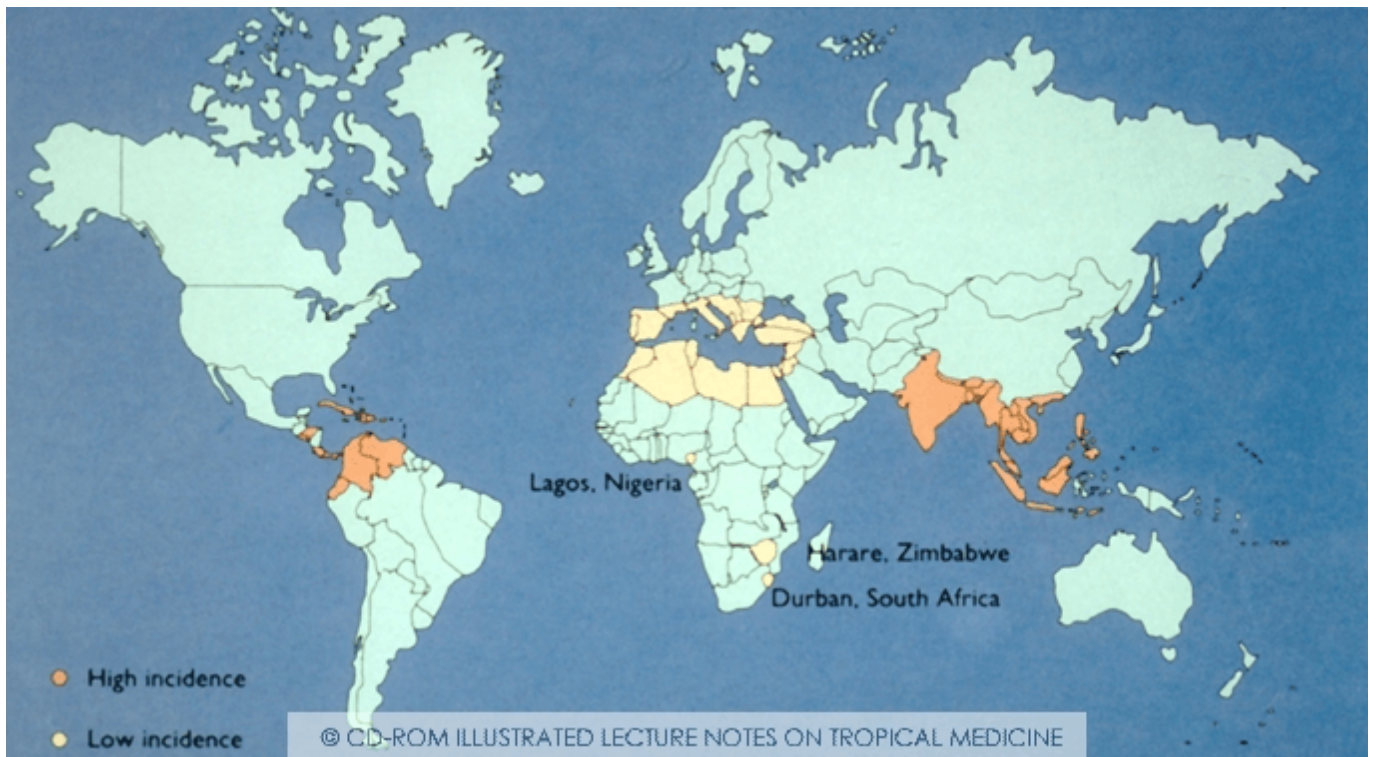 Lagos, Nigeria
Harare, Zimbabwe
Durban, South Africa
High incidence
Low incidence
© CD-ROM ILLUSTRATED LECTURE NOTES ON TROPICAL MEDICINE